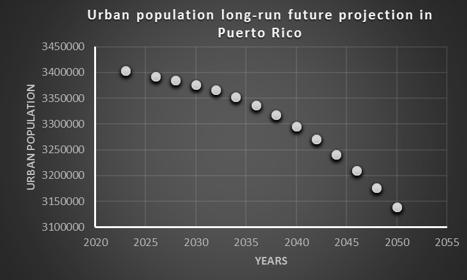 Urban population long-run future projection in
Puerto Rico
3450000
3400000
3350000
3300000
3250000
3200000
3150000
3100000
URBAN POPULATION
2020 2025 2030 2035 2040 2045 2050 2055
YEARS